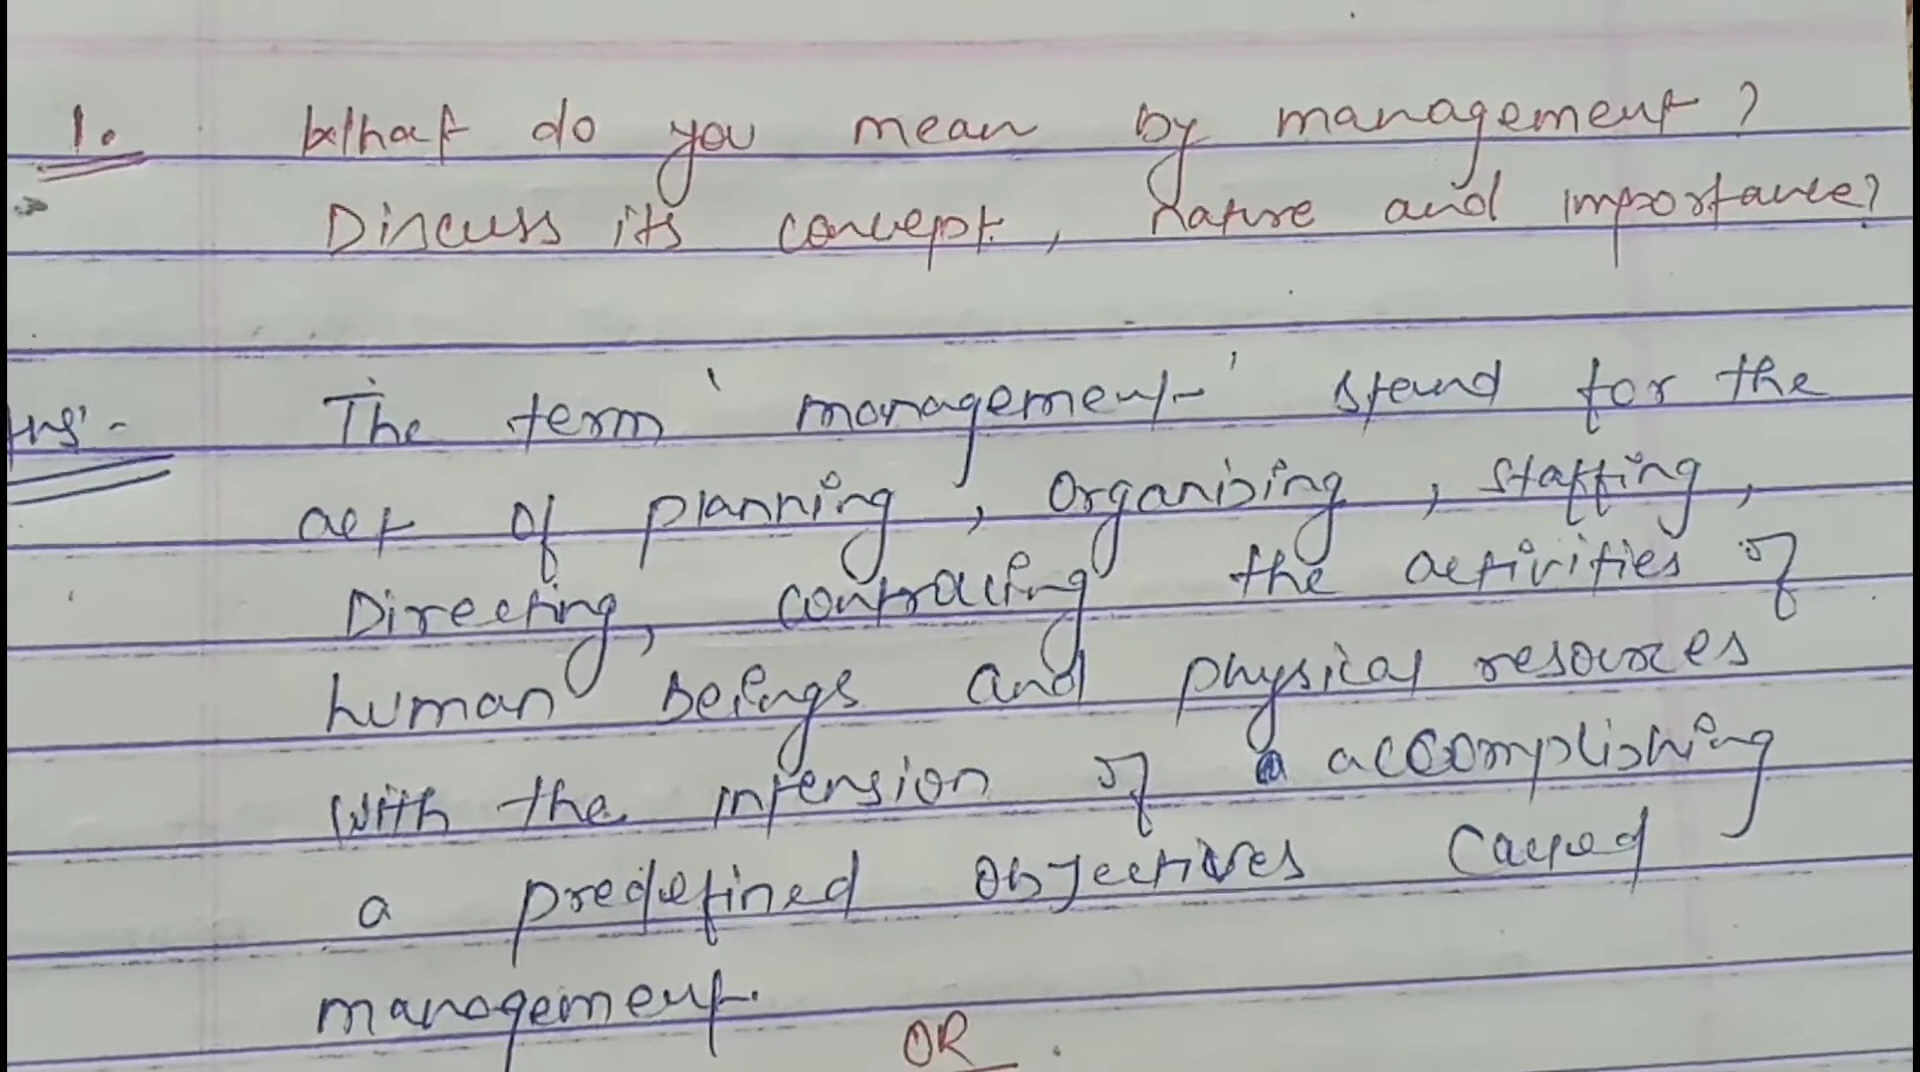 1. What do you mean by management ?
Discuss its concept, nature and importance?
Ans:- The term 'management' stand for the
act of planning, Organising, staffing,
Directing, contracting the activities of
human beings and physical resources
with the intension of accomplishing
a predefined objectives called
management.
OR